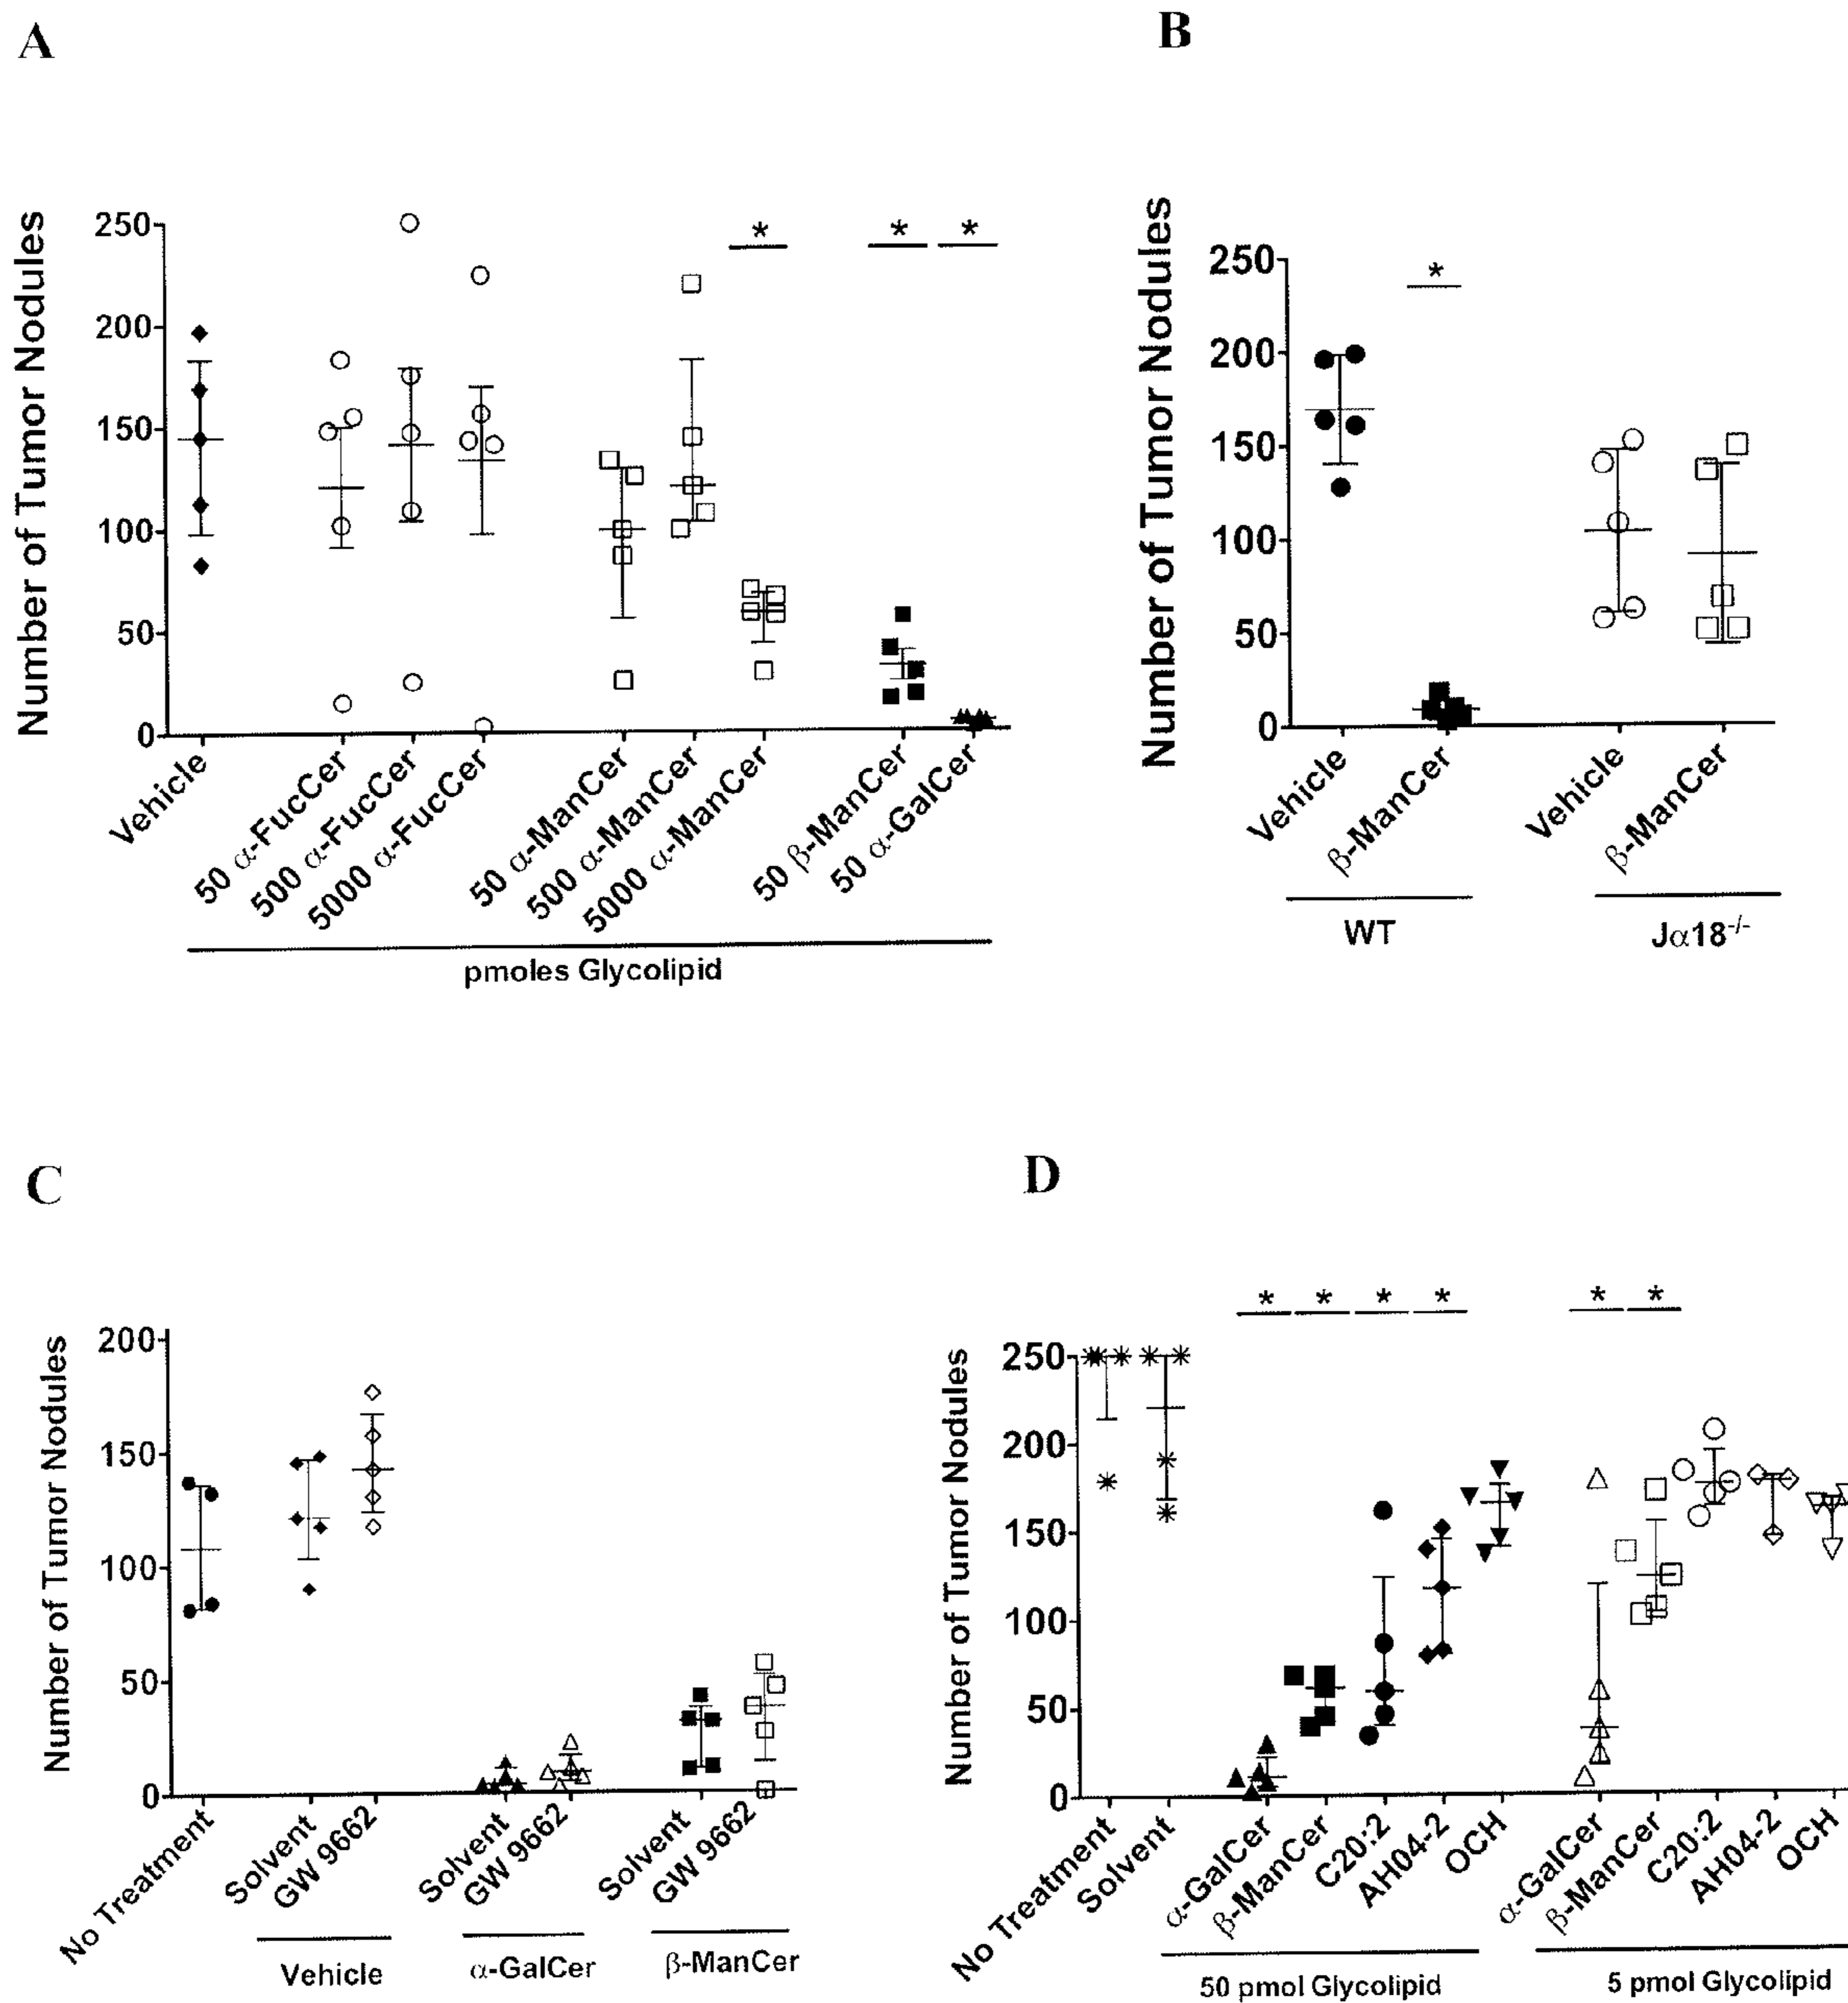 A
B
Number of Tumor Nodules
250
200
150
100
50
0
*
*
*
Vehicle
50 α-FucCer
500 α-FucCer
5000 α-FucCer
50 α-ManCer
500 α-ManCer
5000 α-ManCer
50 β-ManCer
50 α-GalCer
pmoles Glycolipid
Number of Tumor Nodules
250
200
150
100
50
0
*
Vehicle
β-ManCer
Vehicle
β-ManCer
WT
Jα18-/-
C
D
Number of Tumor Nodules
200
150
100
50
0
No Treatment
Solvent
GW 9662
Solvent
GW 9662
Solvent
GW 9662
Vehicle
α-GalCer
β-ManCer
Number of Tumor Nodules
250
200
150
100
50
0
*
*
*
*
*
*
No Treatment
Solvent
α-GalCer
β-ManCer
C20:2
AH04-2
OCH
α-GalCer
β-ManCer
C20:2
AH04-2
OCH
50 pmol Glycolipid
5 pmol Glycolipid